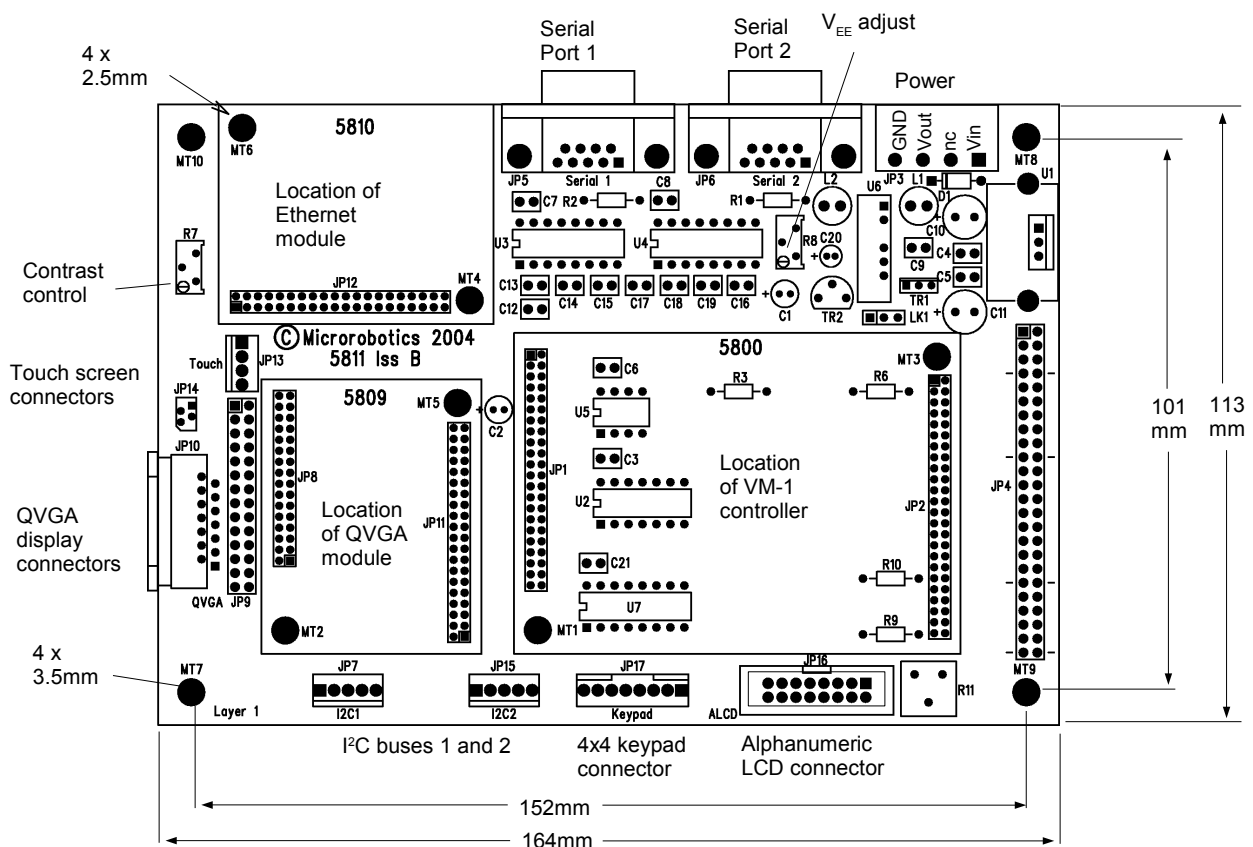 Serial
Port 1
Serial
Port 2
VEE adjust
4 x
2.5mm
Power
5810
GND
Vout
nc
Vin
MT10
MT6
MT8
JP5
Serial 1
C8
JP6
Serial 2
L2
U6
JP3
L1
D1
U1
Location of
Ethernet
module
C7
R2
R1
R8
C10
R7
U3
U4
C20
C9
C4
Contrast
control
JP12
MT4
C13
C14
C15
C17
C18
C19
C16
C5
TR1
C12
C1
TR2
LK1
C11
© Microrobotics 2004
5811 Iss B
Touch
JP13
5800
MT3
Touch screen
connectors
JP14
5809
MT5
C2
C6
R3
R6
U5
101
mm
113
mm
JP10
JP8
JP1
C3
Location
of VM-1
controller
JP4
QVGA
display
connectors
Location
of QVGA
module
JP11
U2
JP2
C21
R10
QVGA
JP9
U7
R9
MT2
MT1
4 x
3.5mm
MT7
JP7
JP15
JP17
JP16
MT9
R11
Layer 1
I2C1
I2C2
Keypad
ALCD
I²C buses 1 and 2
4x4 keypad
connector
Alphanumeric
LCD connector
152mm
164mm